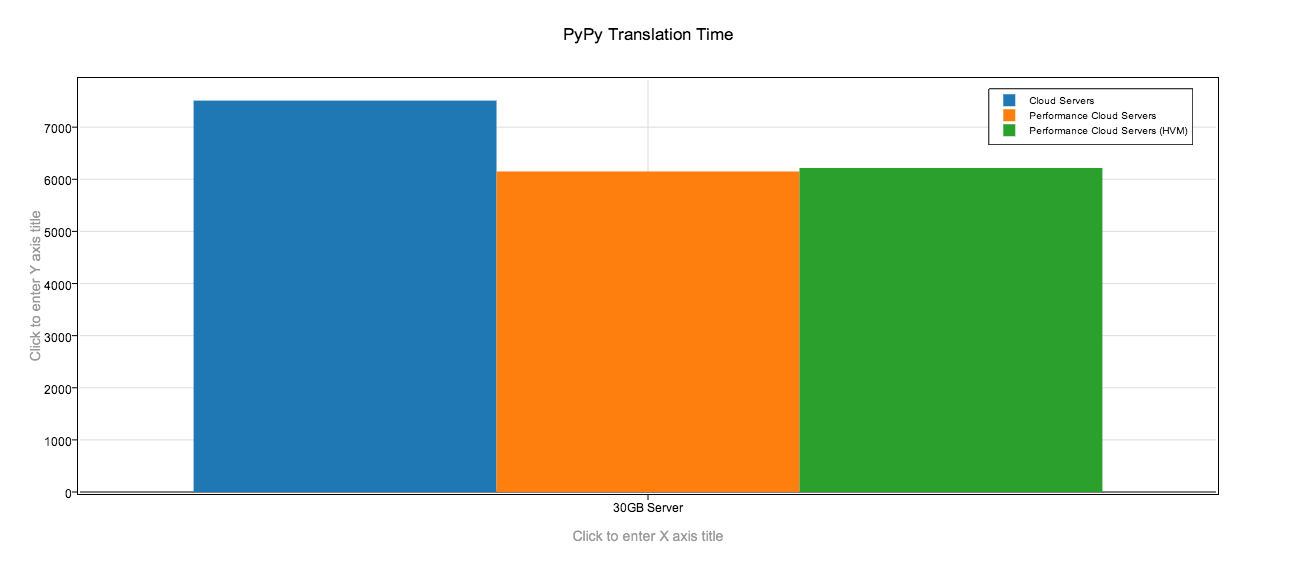 PyPy Translation Time
Cloud Servers
Performance Cloud Servers
Performance Cloud Servers (HVM)
7000
6000
5000
4000
3000
2000
1000
0
Click to enter Y axis title
30GB Server
Click to enter X axis title